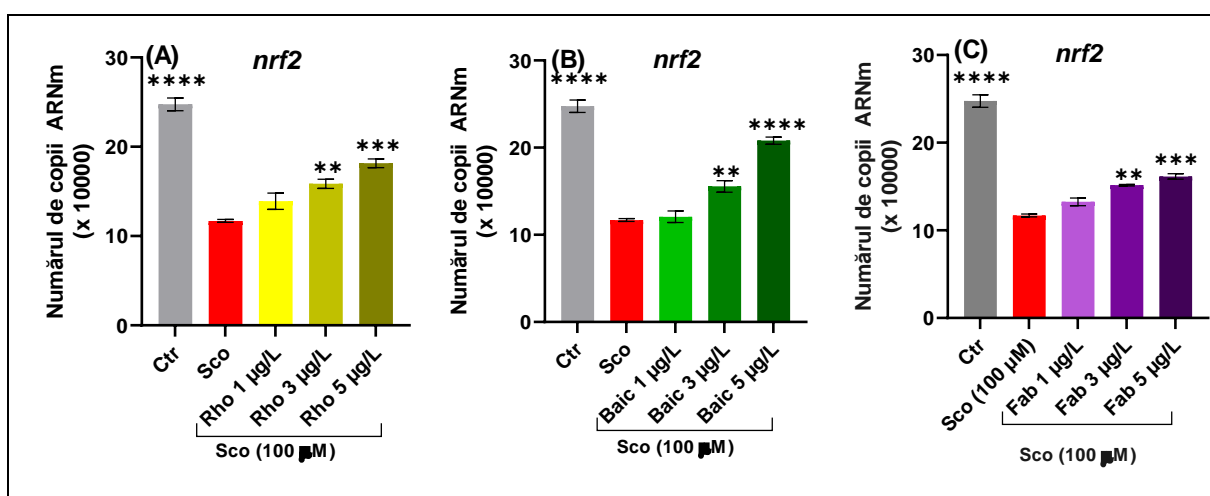 (A)
nrf2
Numărul de copii ARNm
(x 10000)
30
20
10
0
****
**
***
Ctr
Sco
Rho 1 µg/L
Rho 3 µg/L
Rho 5 µg/L
Sco (100 µM)
(B)
nrf2
Numărul de copii ARNm
(x 10000)
30
20
10
0
****
**
****
Ctr
Sco
Baic 1 µg/L
Baic 3 µg/L
Baic 5 µg/L
Sco (100 µM)
(C)
nrf2
Numărul de copii ARNm
(x 10000)
30
20
10
0
****
**
***
Ctr
Sco (100 µM)
Fab 1 µg/L
Fab 3 µg/L
Fab 5 µg/L
Sco (100 µM)